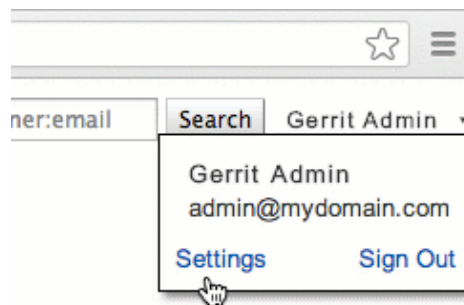 ner:email Search Gerrit Admin
Gerrit Admin
admin@mydomain.com
Settings Sign Out